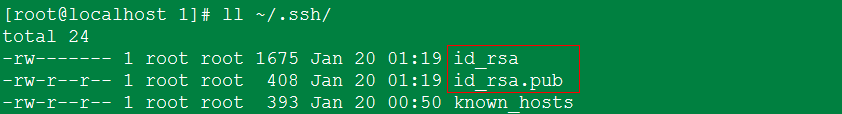 [root@localhost 1]# ll ~/.ssh/
total 24
-rw------- 1 root root 1675 Jan 20 01:19 id_rsa
-rw-r--r-- 1 root root  408 Jan 20 01:19 id_rsa.pub
-rw-r--r-- 1 root root  393 Jan 20 00:50 known_hosts